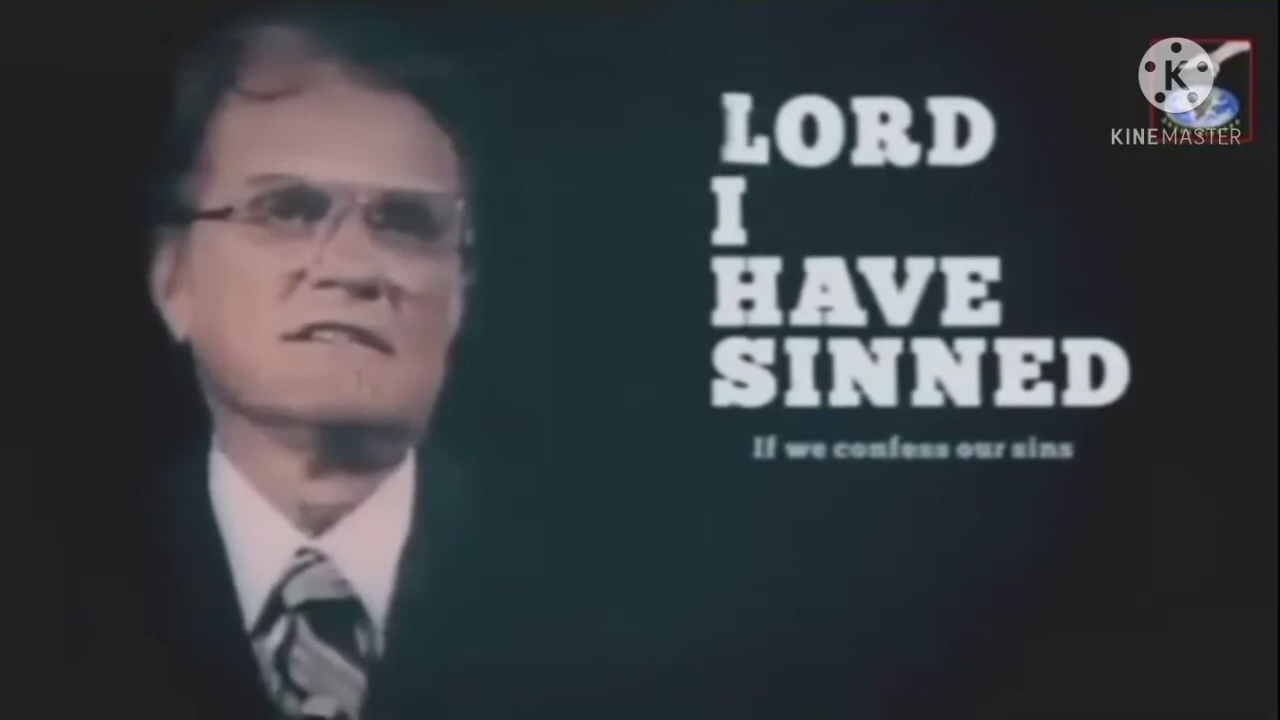 LORD
I
HAVE
SINNED
If we confess our sins
K
KINEMASTER